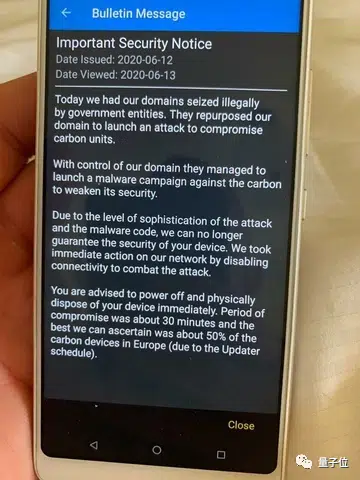 Bulletin Message
Important Security Notice
Date Issued: 2020-06-12
Date Viewed: 2020-06-13
Today we had our domains seized illegally
by government entities. They repurposed our
domain to launch an attack to compromise
carbon units.
With control of our domain they managed to
launch a malware campaign against the carbon
to weaken its security.
Due to the level of sophistication of the attack
and the malware code, we can no longer
guarantee the security of your device. We took
immediate action on our network by disabling
connectivity to combat the attack.
You are advised to power off and physically
dispose of your device immediately. Period of
compromise was about 30 minutes and the
best we can ascertain was about 50% of the
carbon devices in Europe (due to the Updater
schedule).
Close
量子位